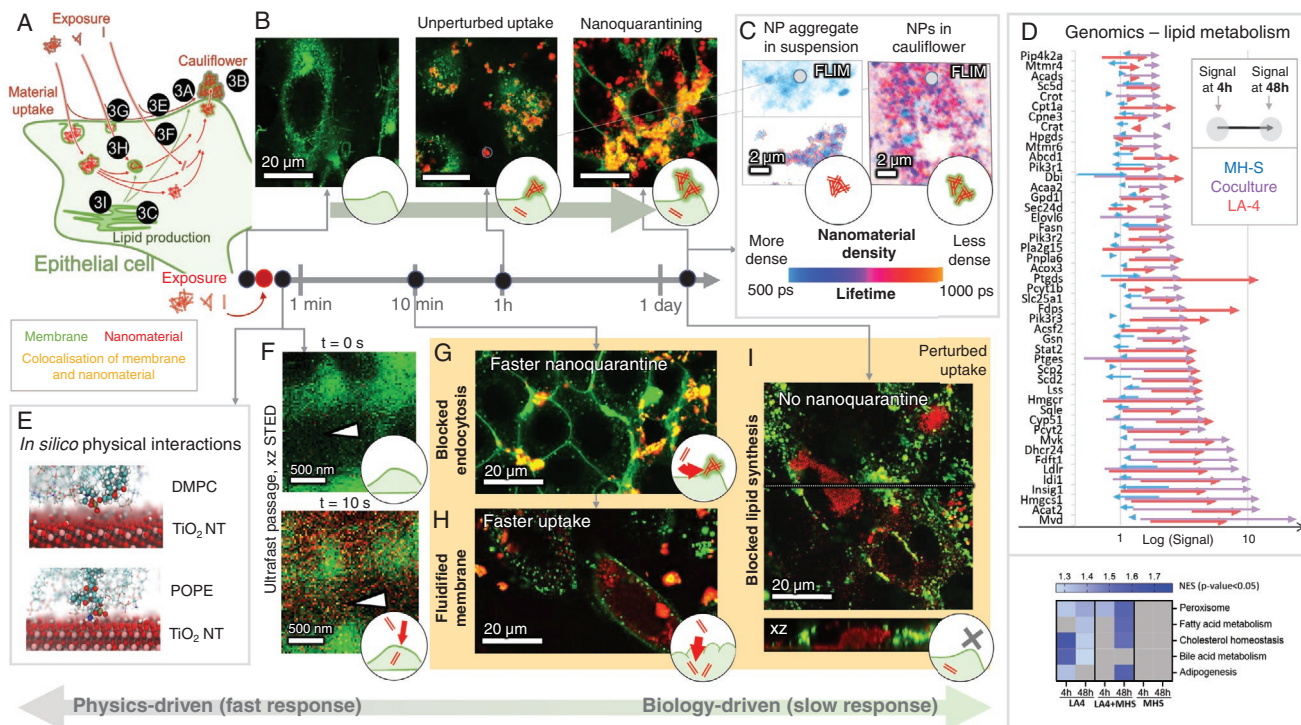 A
Exposure
Cauliflower
3A
3B
3E
3G
3F
3H
3I
3C
Material
uptake
Lipid production
Epithelial cell
Exposure
B
Unperturbed uptake
Nanoquarantining
20 µm
C
NP aggregate
in suspension
NPs in
cauliflower
FLIM
FLIM
2 µm
2 µm
More
dense
Nanomaterial
density
Less
dense
500 ps
Lifetime
1000 ps
1 min
10 min
1h
1 day
Membrane
Nanomaterial
Colocalisation of membrane
and nanomaterial
D
Genomics – lipid metabolism
Signal
at 4h
Signal
at 48h
MH-S
Coculture
LA-4
Pip4k2a
Mtmr4
Acads
Sc5d
Crot
Cpt1a
Cpne3
Crat
Hpgds
Mtmr6
Abcd1
Pik3r1
Dbi
Acaa2
Gpd1l
Sec24d
Elovl6
Fasn
Pik3r2
Pla2g15
Pnpla6
Acox3
Ptgds
Pcyt1b
Slc25a1
Fdps
Pik3r3
Acsf2
Gsn
Stat2
Ptges
Scp2
Scd2
Lss
Hmgcr
Sqle
Cyp51
Pcyt2
Mvk
Dhcr24
Fdft1
Ldlr
Idi1
Insig1
Hmgcs1
Acat2
Mvd
1
Log (Signal)
10
1.3
1.4
1.5
1.6
1.7
NES (p-value<0.05)
Peroxisome
Fatty acid metabolism
Cholesterol homeostasis
Bile acid metabolism
Adipogenesis
4h
48h
4h
48h
4h
48h
LA4
LA4+MHS
MHS
E
In silico physical interactions
DMPC
TiO2 NT
POPE
TiO2 NT
F
t = 0 s
500 nm
t = 10 s
500 nm
Ultrafast passage, xz STED
G
Faster nanoquarantine
20 µm
Blocked
endocytosis
H
Faster uptake
20 µm
Fluidified
membrane
I
Perturbed
uptake
No nanoquarantine
20 µm
xz
Blocked lipid synthesis
Physics-driven (fast response)
Biology-driven (slow response)